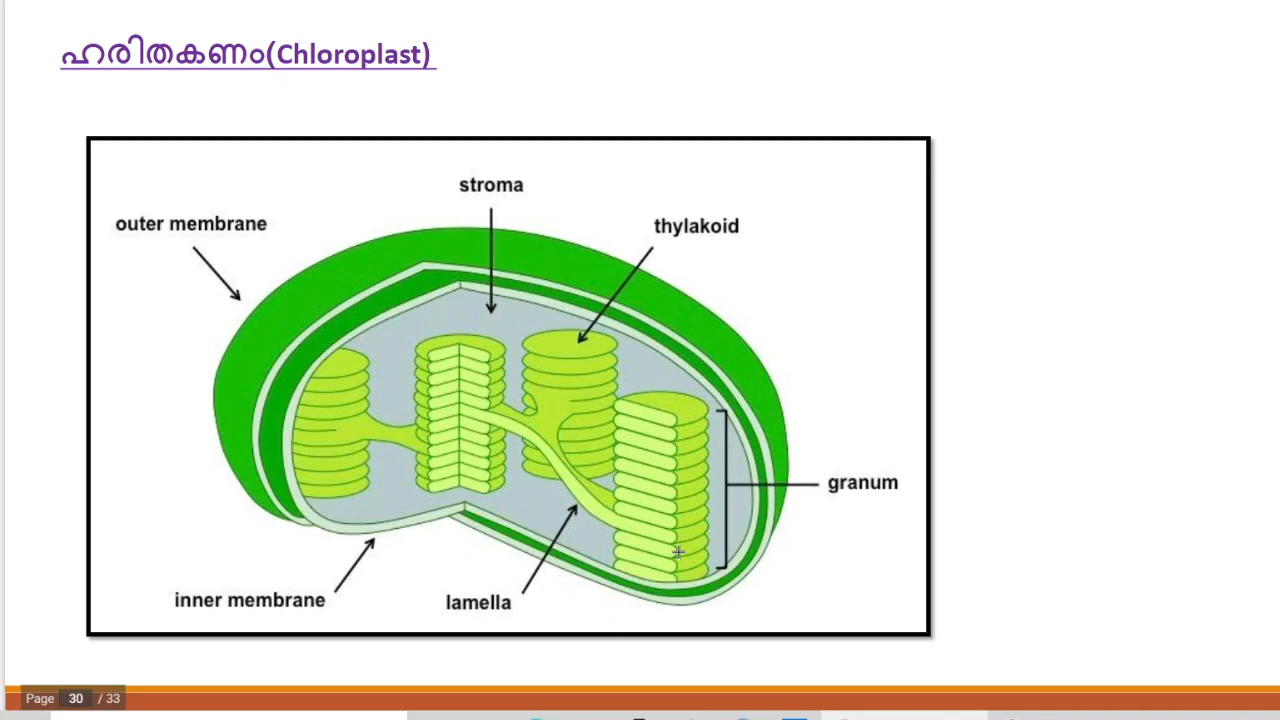 ഹരിതകണം(Chloroplast)
stroma
outer membrane
thylakoid
granum
inner membrane
lamella
Page 30 / 33